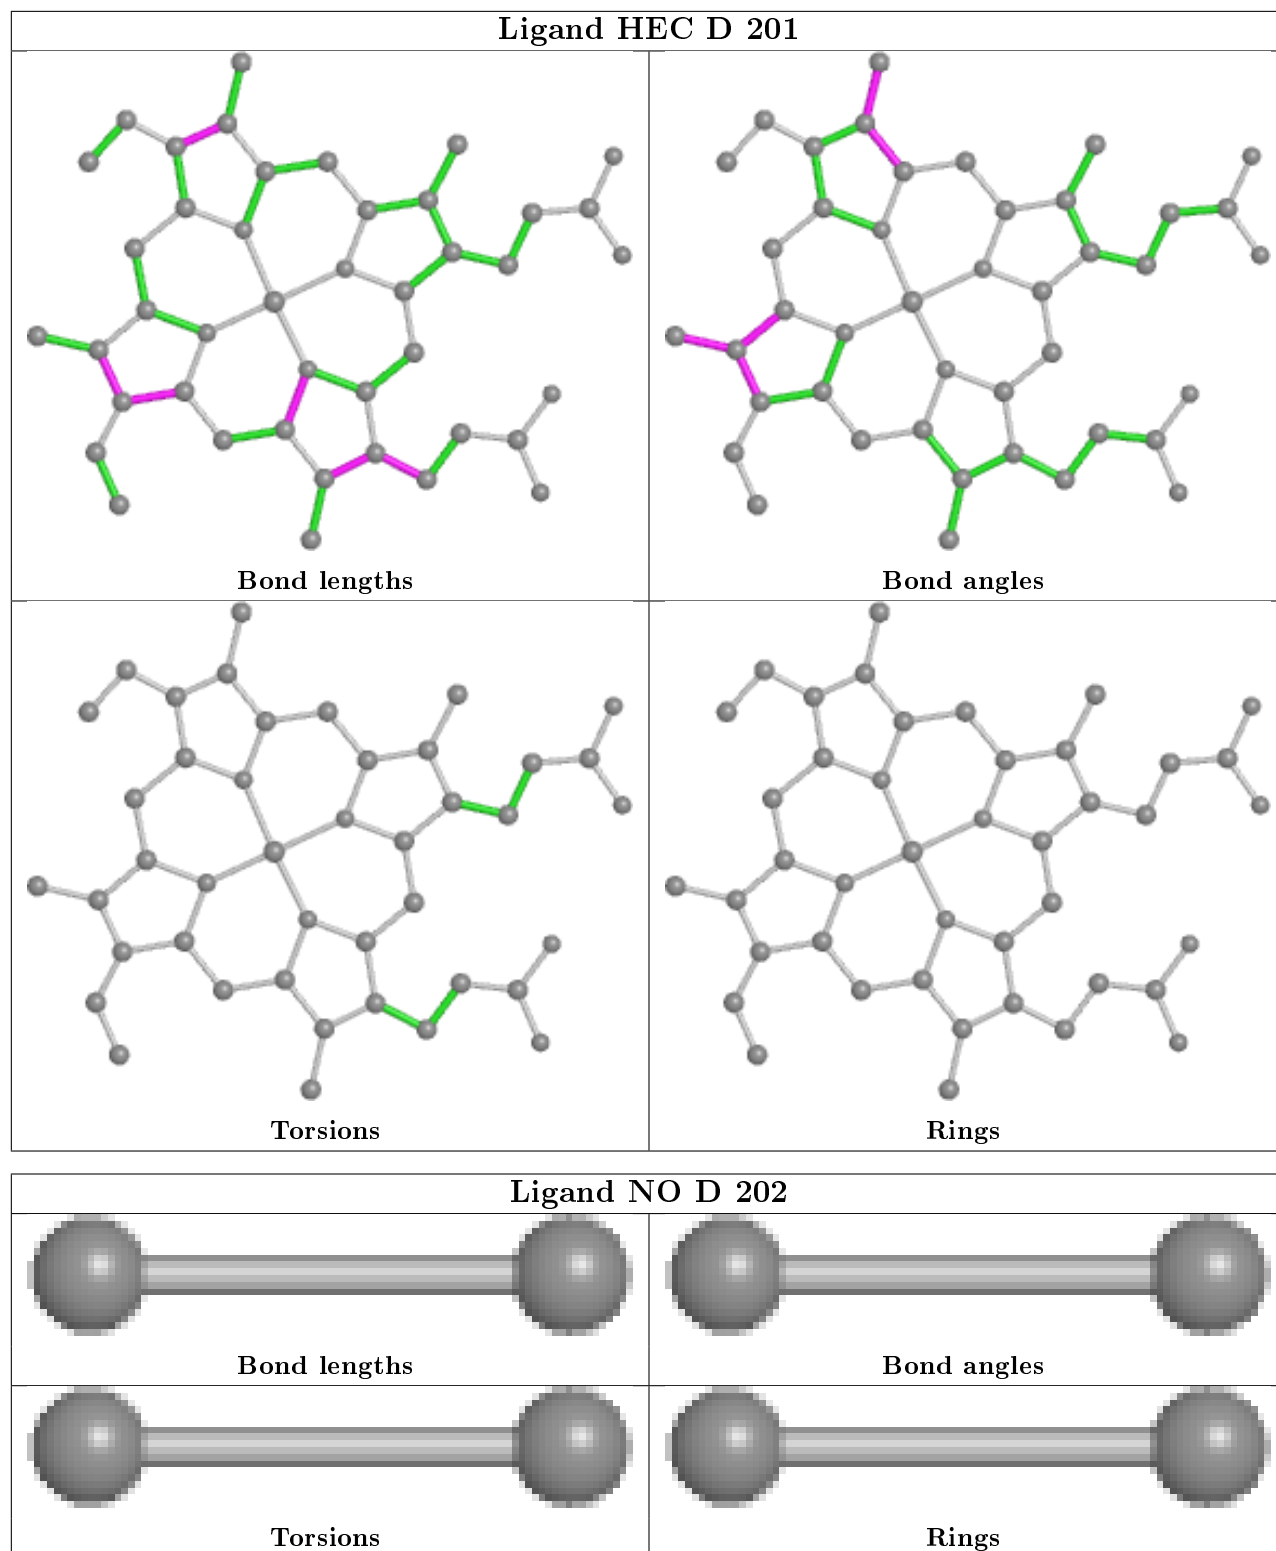 Ligand HEC D 201
Bond lengths
Bond angles
Torsions
Rings
Ligand NO D 202
Bond lengths
Bond angles
Torsions
Rings